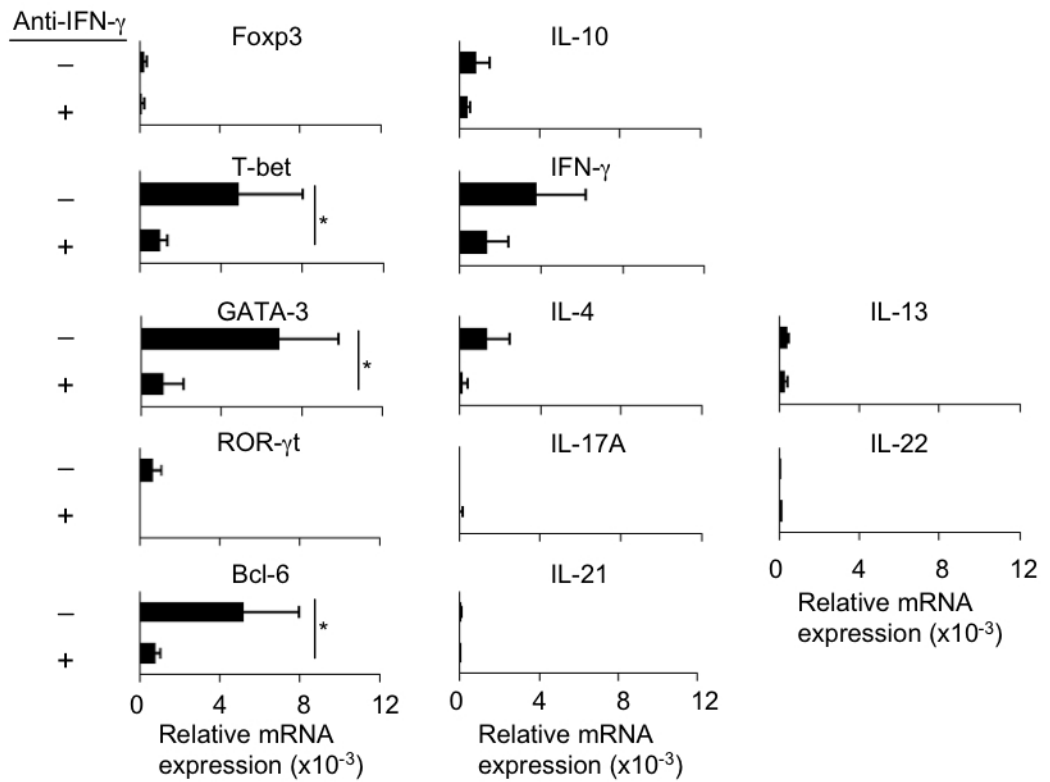 Anti-IFN-γ
Foxp3
IL-10
−
+
T-bet
IFN-γ
−
*
+
GATA-3
IL-4
IL-13
−
*
+
ROR-γt
IL-17A
IL-22
−
+
0 4 8 12
Bcl-6
IL-21
Relative mRNA
expression (x10-3)
−
*
+
0 4 8 12
0 4 8 12
Relative mRNA
expression (x10-3)
Relative mRNA
expression (x10-3)